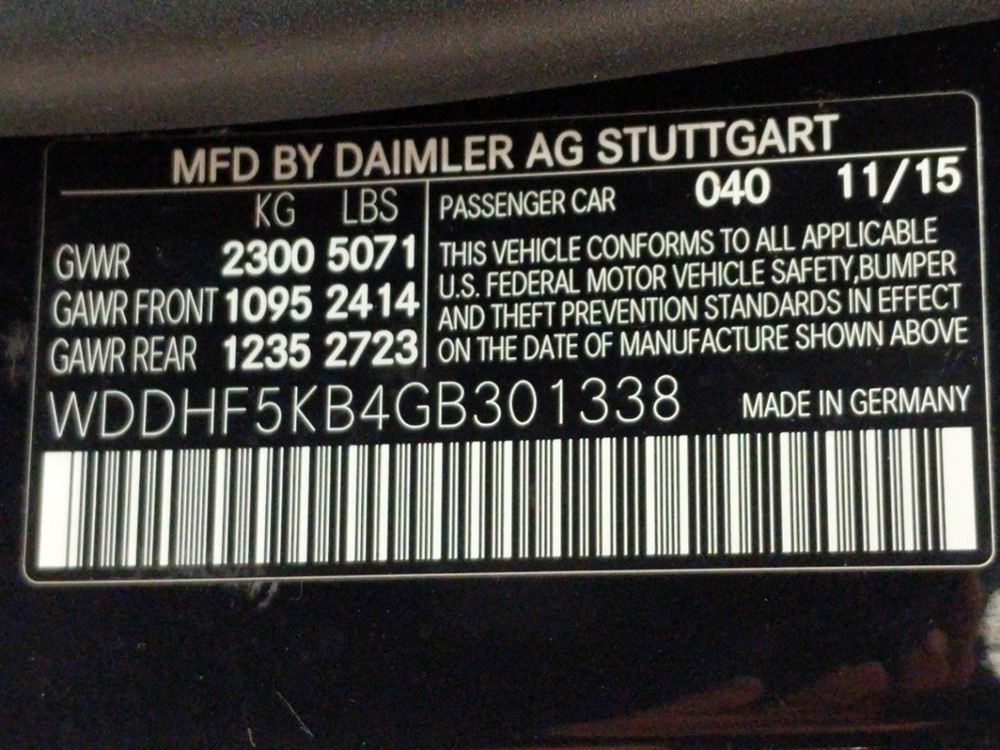 MFD BY DAIMLER AG STUTTGART
KG LBS
GVWR 2300 5071
GAWR FRONT 1095 2414
GAWR REAR 1235 2723
PASSENGER CAR 040 11/15
THIS VEHICLE CONFORMS TO ALL APPLICABLE
U.S. FEDERAL MOTOR VEHICLE SAFETY,BUMPER
AND THEFT PREVENTION STANDARDS IN EFFECT
ON THE DATE OF MANUFACTURE SHOWN ABOVE
WDDHF5KB4GB301338 MADE IN GERMANY